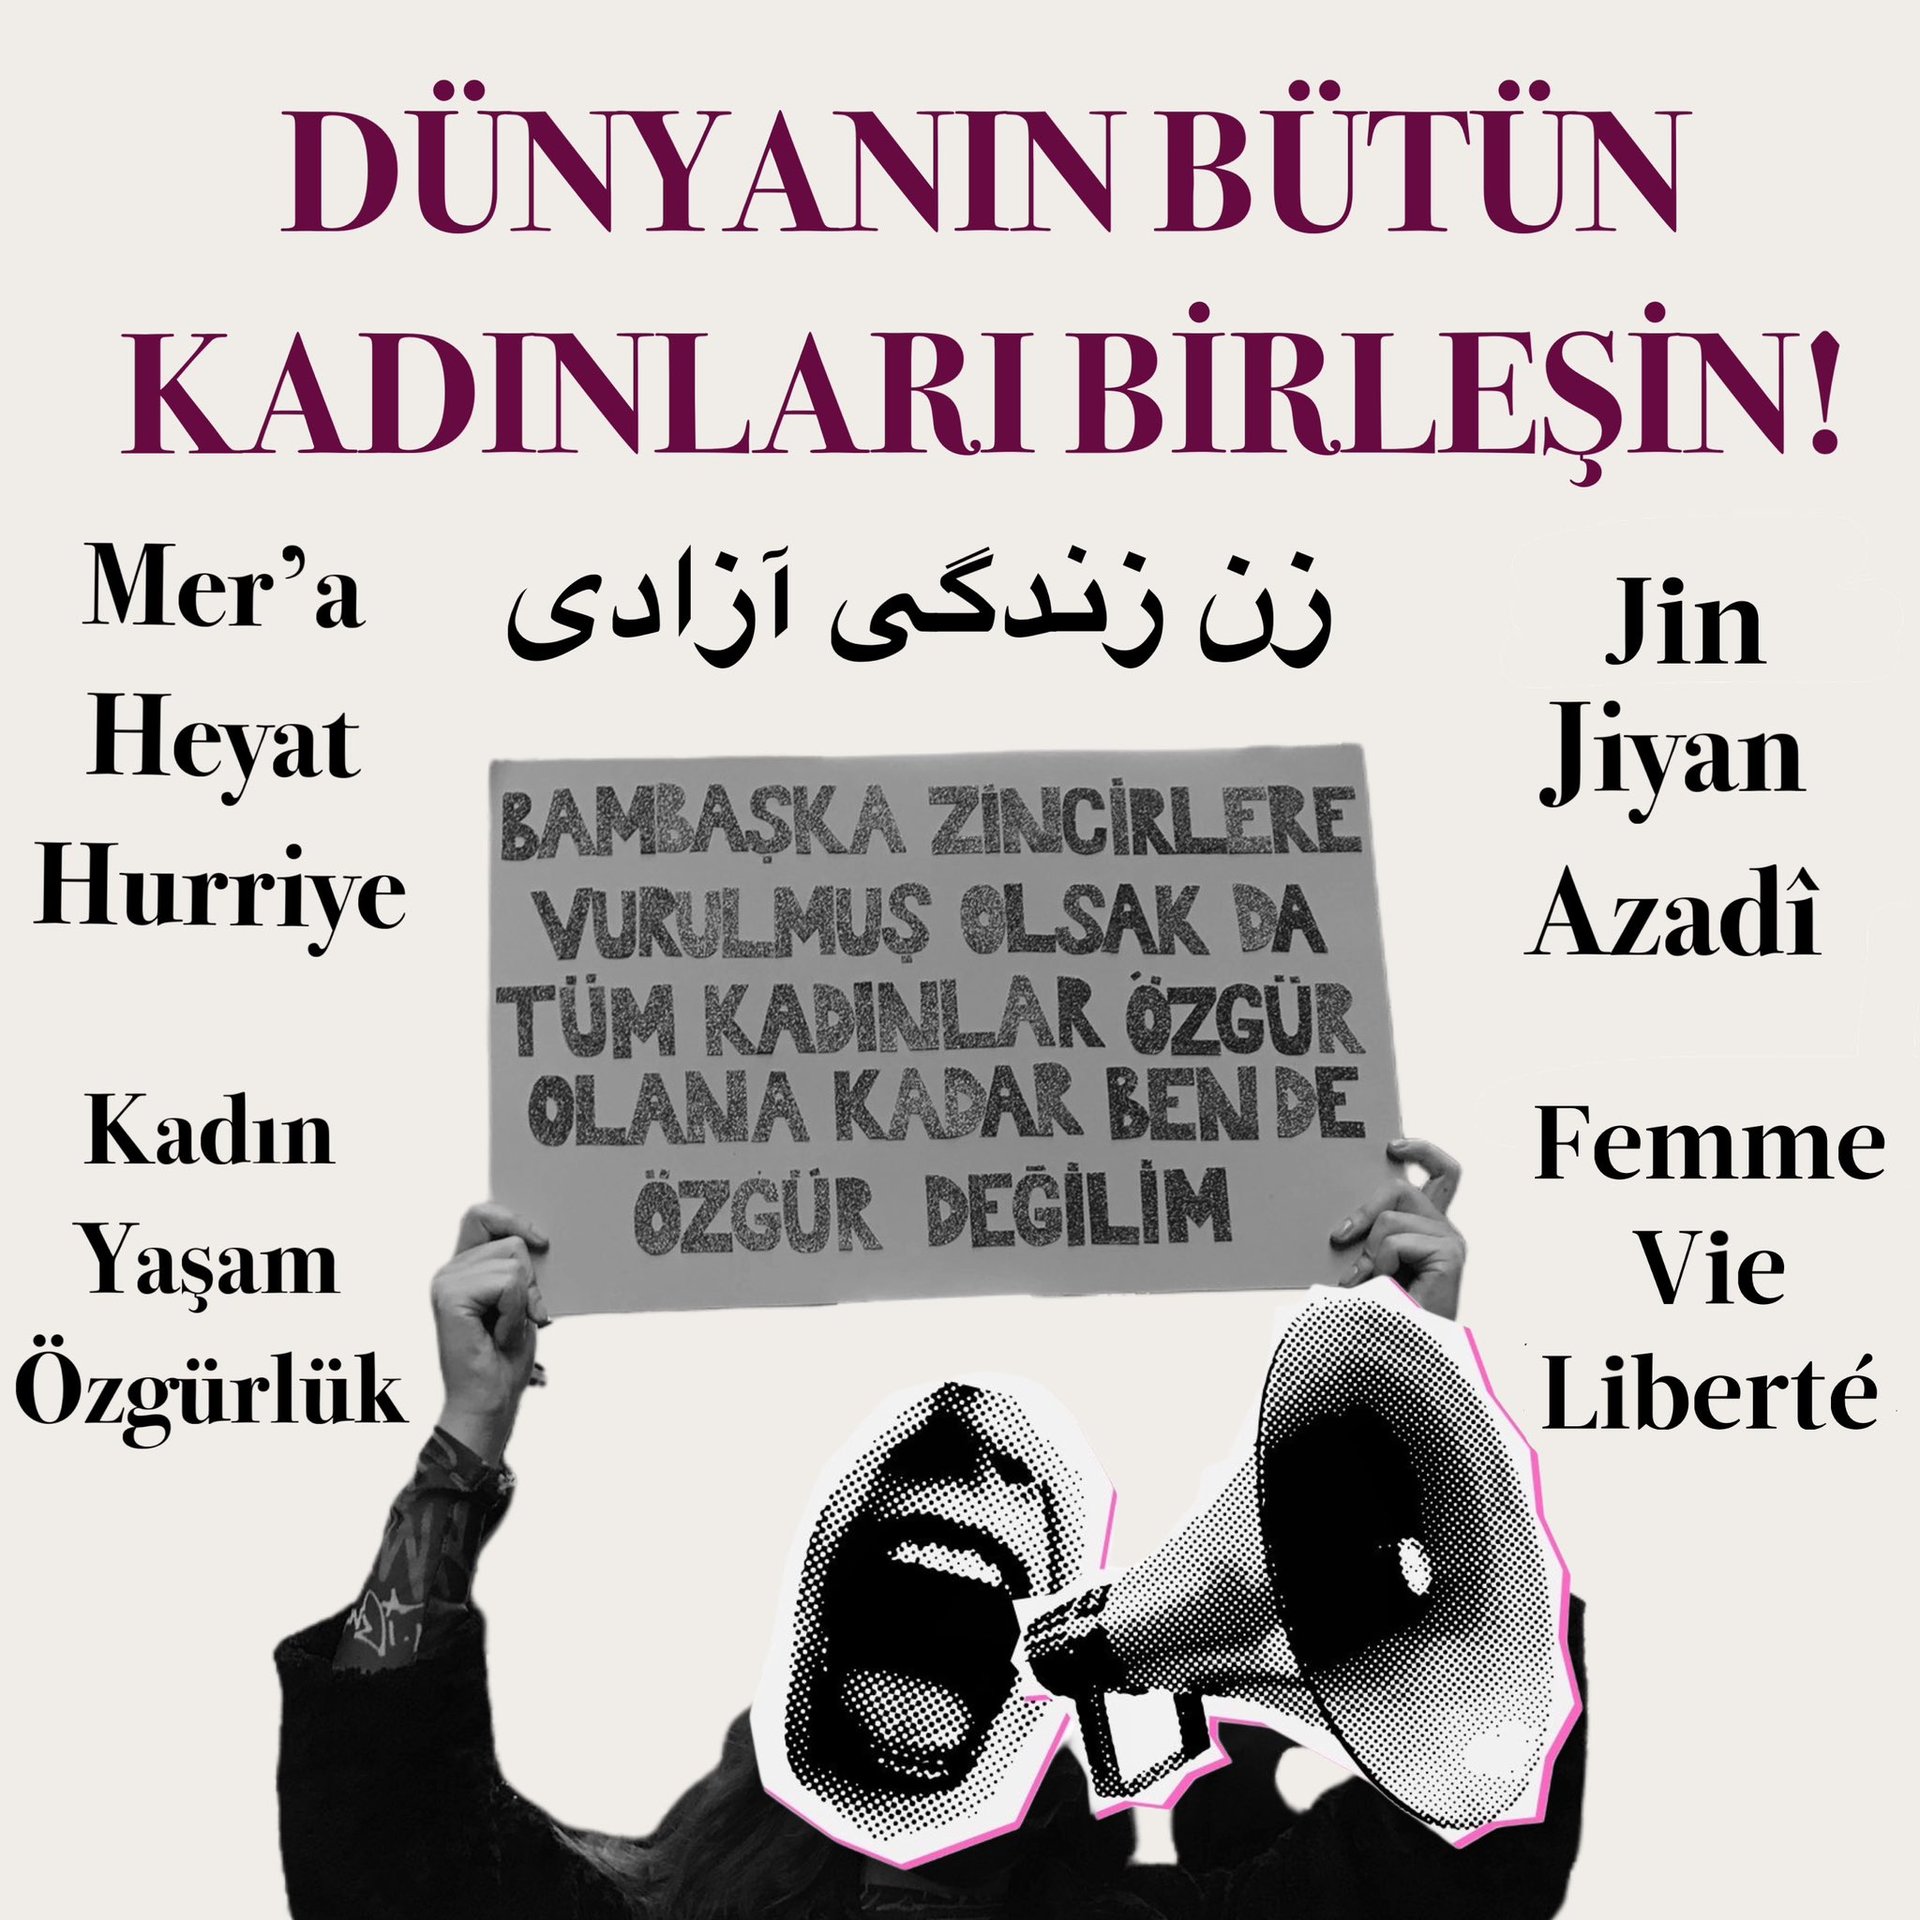 DÜNYANIN BÜTÜN
KADINLARI BİRLEŞİN!
Mer’a
Heyat
Hurriye
زن زندگی آزادی
Jin
Jiyan
Azadî
BAMBAŞKA ZİNCİRLERE
VURULMUŞ OLSAK DA
TÜM KADINLAR ÖZGÜR
OLANA KADAR BEN DE
ÖZGÜR DEĞİLİM
Kadın
Yaşam
Özgürlük
Femme
Vie
Liberté